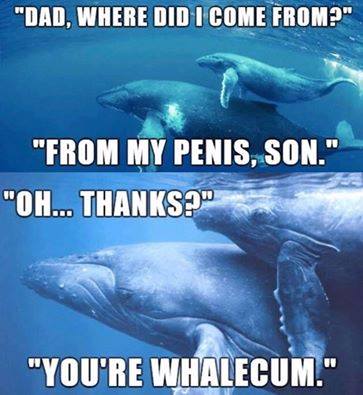 "DAD, WHERE DID I COME FROM?"
"FROM MY PENIS, SON."
"OH... THANKS?"
"YOU'RE WHALECUM."